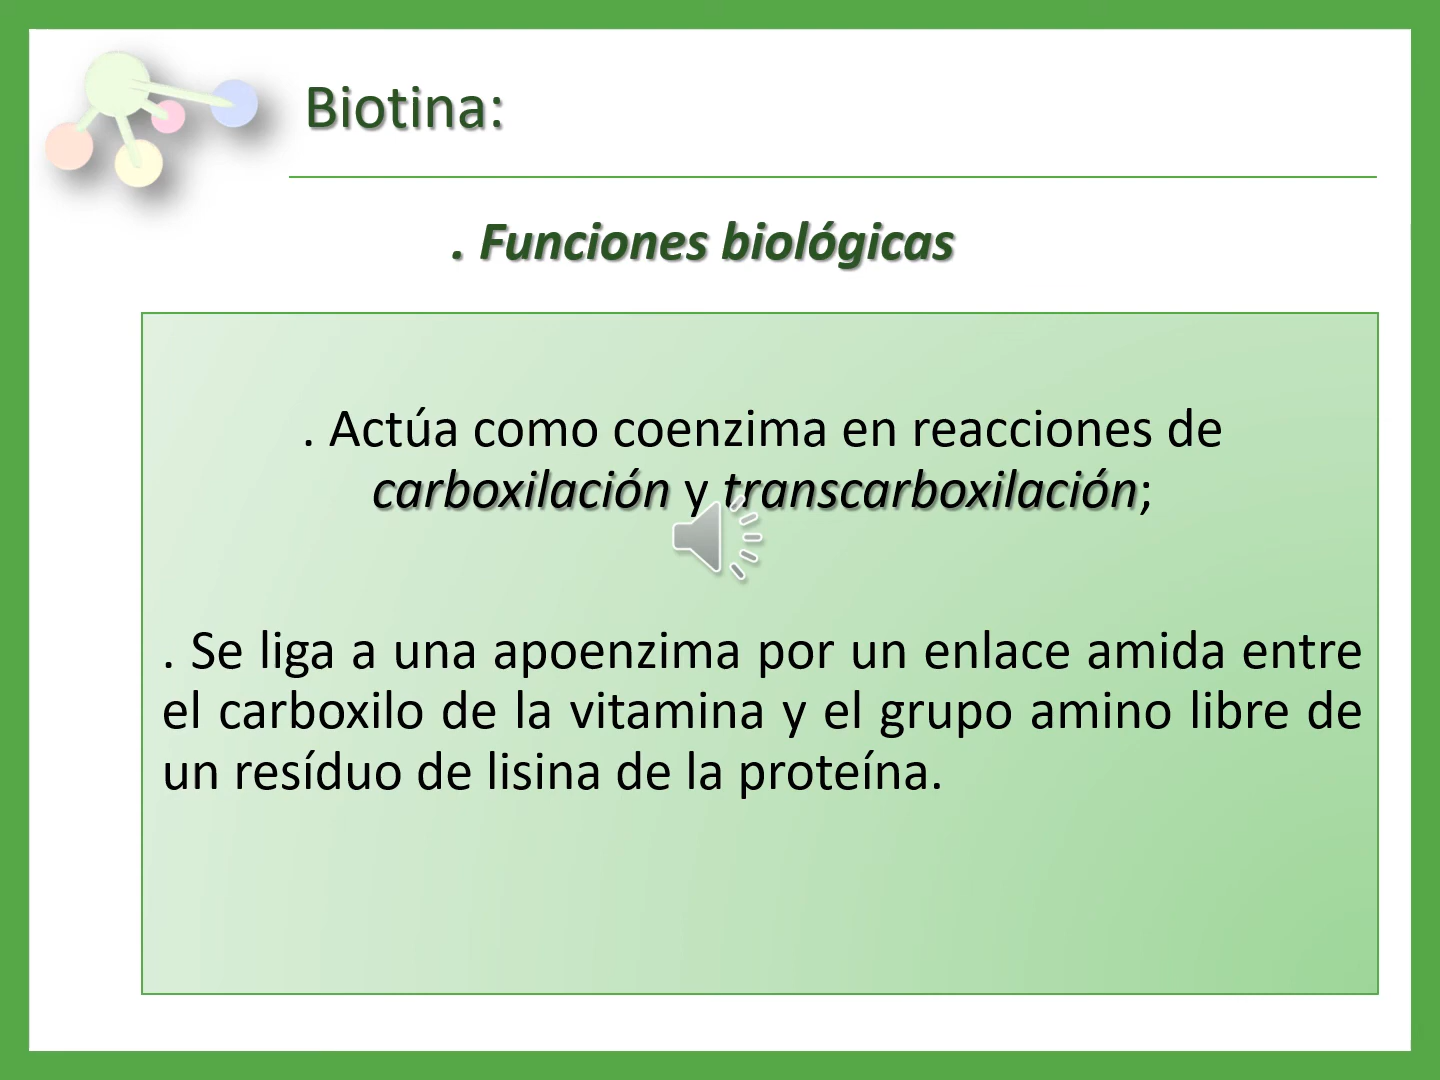 Biotina:
. Funciones biológicas
. Actúa como coenzima en reacciones de
carboxilación y transcarboxilación;
. Se liga a una apoenzima por un enlace amida entre
el carboxilo de la vitamina y el grupo amino libre de
un resíduo de lisina de la proteína.